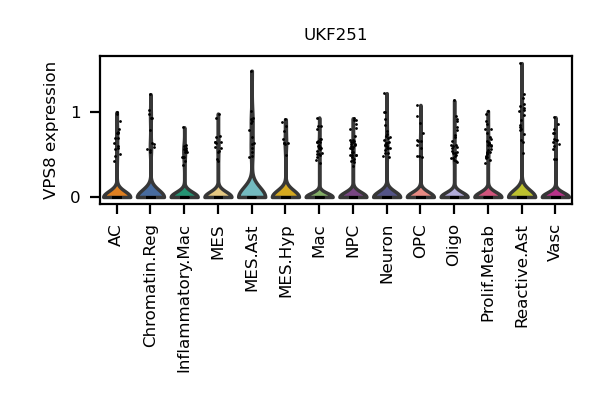 UKF251
VPS8 expression
1
0
AC
Chromatin.Reg
Inflammatory.Mac
MES
MES.Ast
MES.Hyp
Mac
NPC
Neuron
OPC
Oligo
Prolif.Metab
Reactive.Ast
Vasc